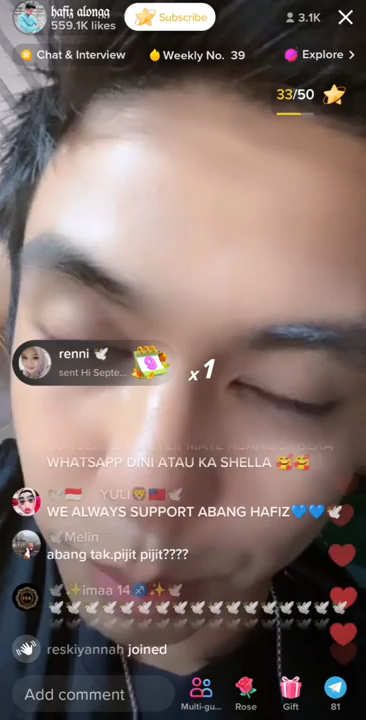 hafiz alongg
559.1K likes
Subscribe
3.1K
Chat & Interview
Weekly No. 39
Explore >
33/50
renni 🕊
sent Hi Septe...
x1
WHATSAPP DINI ATAU KA SHELLA 🥰🥰
🕊🇮🇩 YULI🦁🇹🇼🕊
WE ALWAYS SUPPORT ABANG HAFIZ💙💙🕊
🕊Melin
abang tak.pijit pijit????
🕊✨imaa 14♐✨🕊
🕊🕊🕊🕊🕊🕊🕊🕊🕊🕊🕊🕊🕊🕊🕊
🕊🕊🕊🕊🕊🕊🕊🕊🕊🕊🕊🕊🕊🕊🕊
reskiyannah joined
Add comment
Multi-gu...
Rose
Gift
81